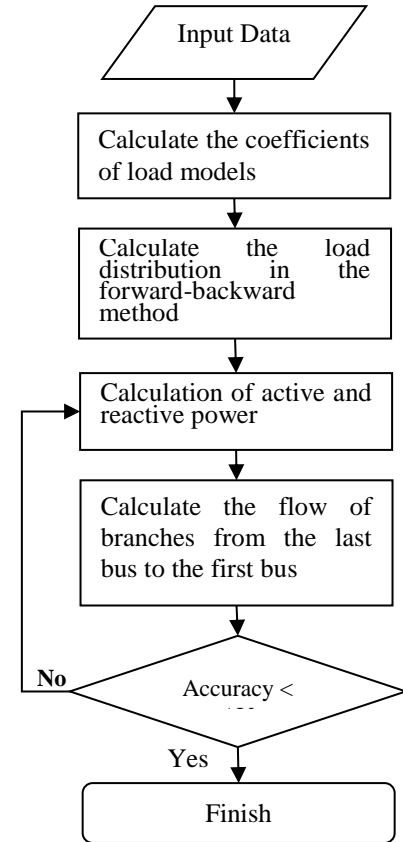 Input Data
Calculate the coefficients
of load models
Calculate the load
distribution in the
forward-backward
method
Calculation of active and
reactive power
Calculate the flow of
branches from the last
bus to the first bus
No
Accuracy <
Yes
Finish